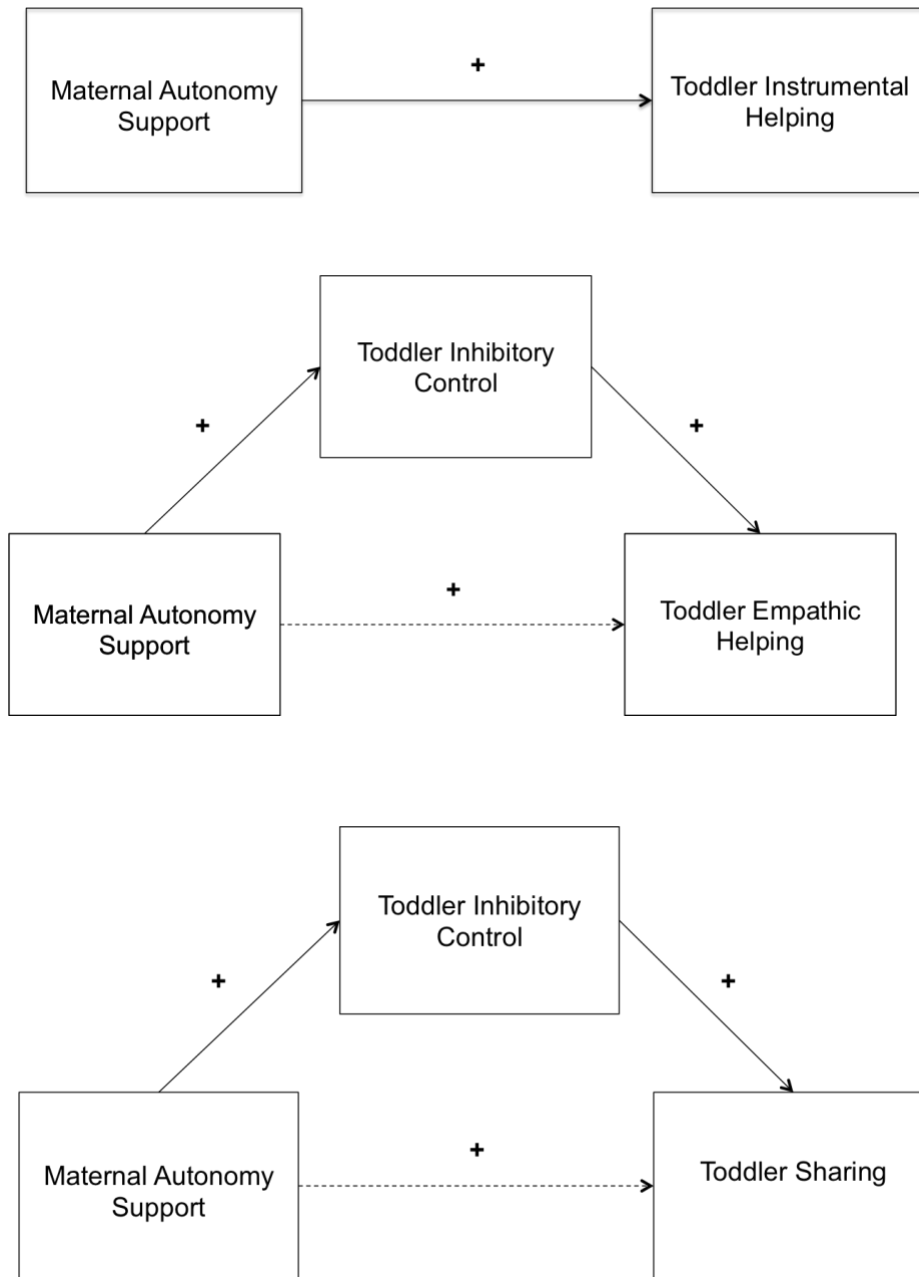 +
Maternal Autonomy
Support
Toddler Instrumental
Helping
Toddler Inhibitory
Control
+
+
+
Maternal Autonomy
Support
Toddler Empathic
Helping
Toddler Inhibitory
Control
+
+
+
Maternal Autonomy
Support
Toddler Sharing